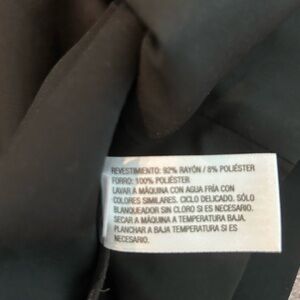 REVESTIMIENTO: 92% RAYÓN / 8% POLIÉSTER
FORRO: 100% POLIÉSTER
LAVAR A MÁQUINA CON AGUA FRÍA CON
COLORES SIMILARES. CICLO DELICADO. SÓLO
BLANQUEADOR SIN CLORO SI ES NECESARIO.
SECAR A MÁQUINA A TEMPERATURA BAJA.
PLANCHAR A BAJA TEMPERATURA SI ES
NECESARIO.